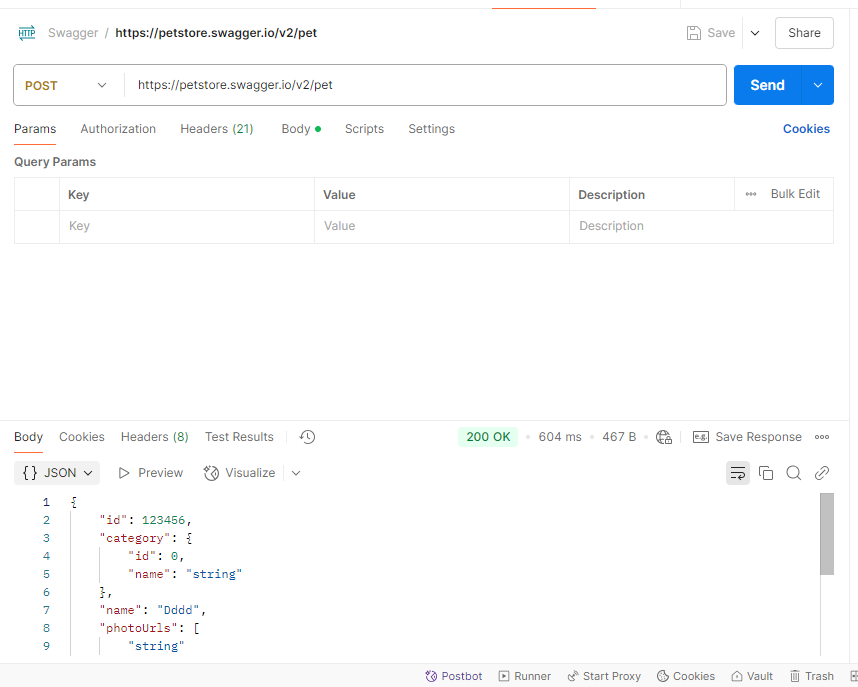 HTTP Swagger / https://petstore.swagger.io/v2/pet Save Share
POST https://petstore.swagger.io/v2/pet Send
Params Authorization Headers (21) Body Scripts Settings Cookies
Query Params
Key Value Description Bulk Edit
Key Value Description
Body Cookies Headers (8) Test Results 200 OK 604 ms 467 B e.g. Save Response
{} JSON Preview Visualize
1 {
2 "id": 123456,
3 "category": {
4 "id": 0,
5 "name": "string"
6 },
7 "name": "Dddd",
8 "photoUrls": [
9 "string"
Postbot Runner Start Proxy Cookies Vault Trash